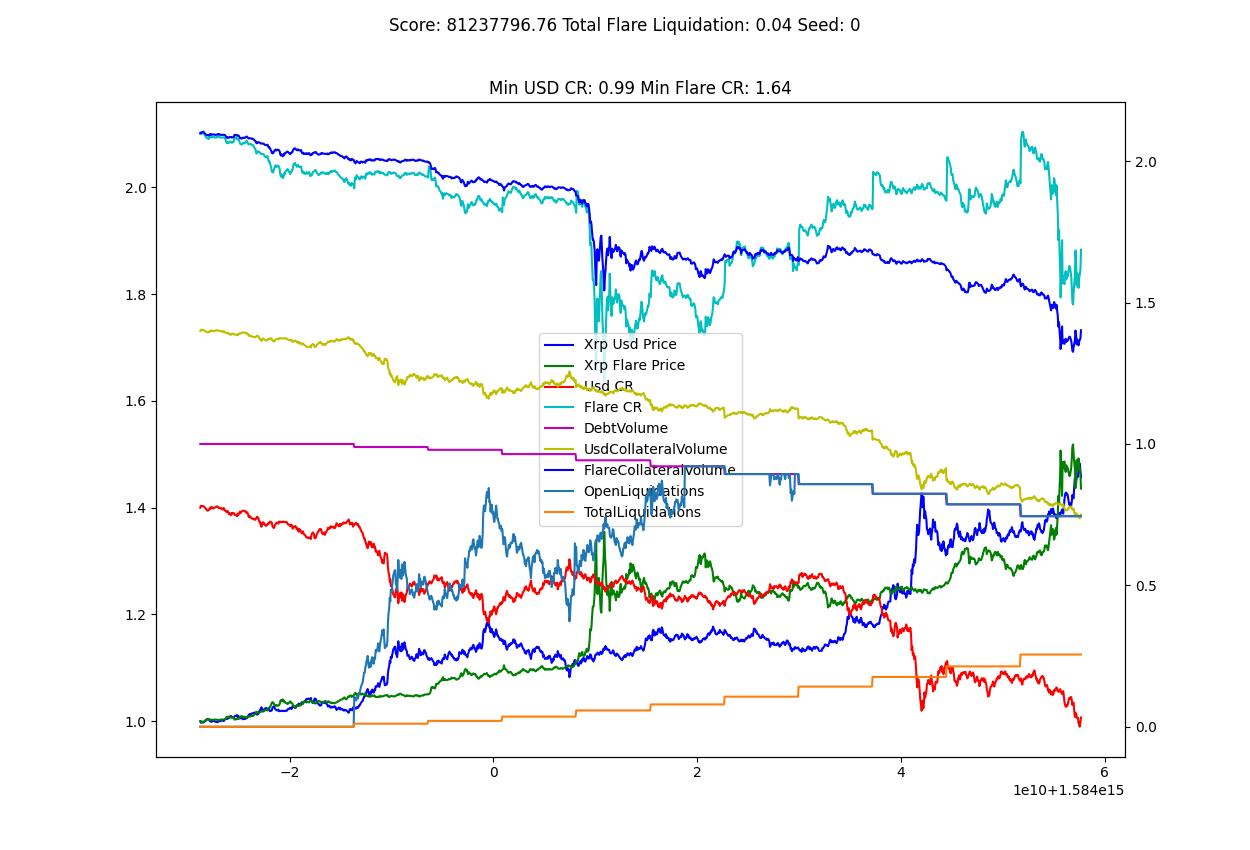 Score: 81237796.76 Total Flare Liquidation: 0.04 Seed: 0
Min USD CR: 0.99 Min Flare CR: 1.64
2.0
1.8
1.6
1.4
1.2
1.0
2.0
1.5
1.0
0.5
0.0
Xrp Usd Price
Xrp Flare Price
Usd CR
Flare CR
DebtVolume
UsdCollateralVolume
FlareCollateralVolume
OpenLiquidations
TotalLiquidations
−2 0 2 4 6
1e10+1.584e15